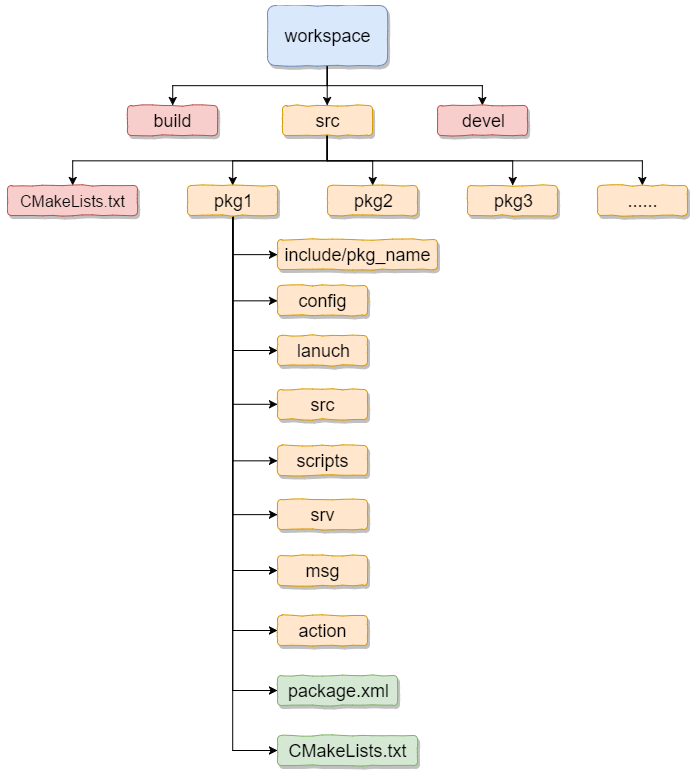 workspace
build
src
devel
CMakeLists.txt
pkg1
pkg2
pkg3
......
include/pkg_name
config
lanuch
src
scripts
srv
msg
action
package.xml
CMakeLists.txt